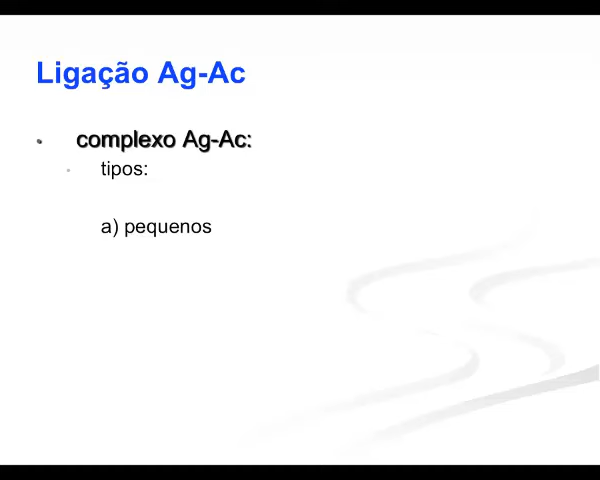 Ligação Ag-Ac
• complexo Ag-Ac:
• tipos:
a) pequenos